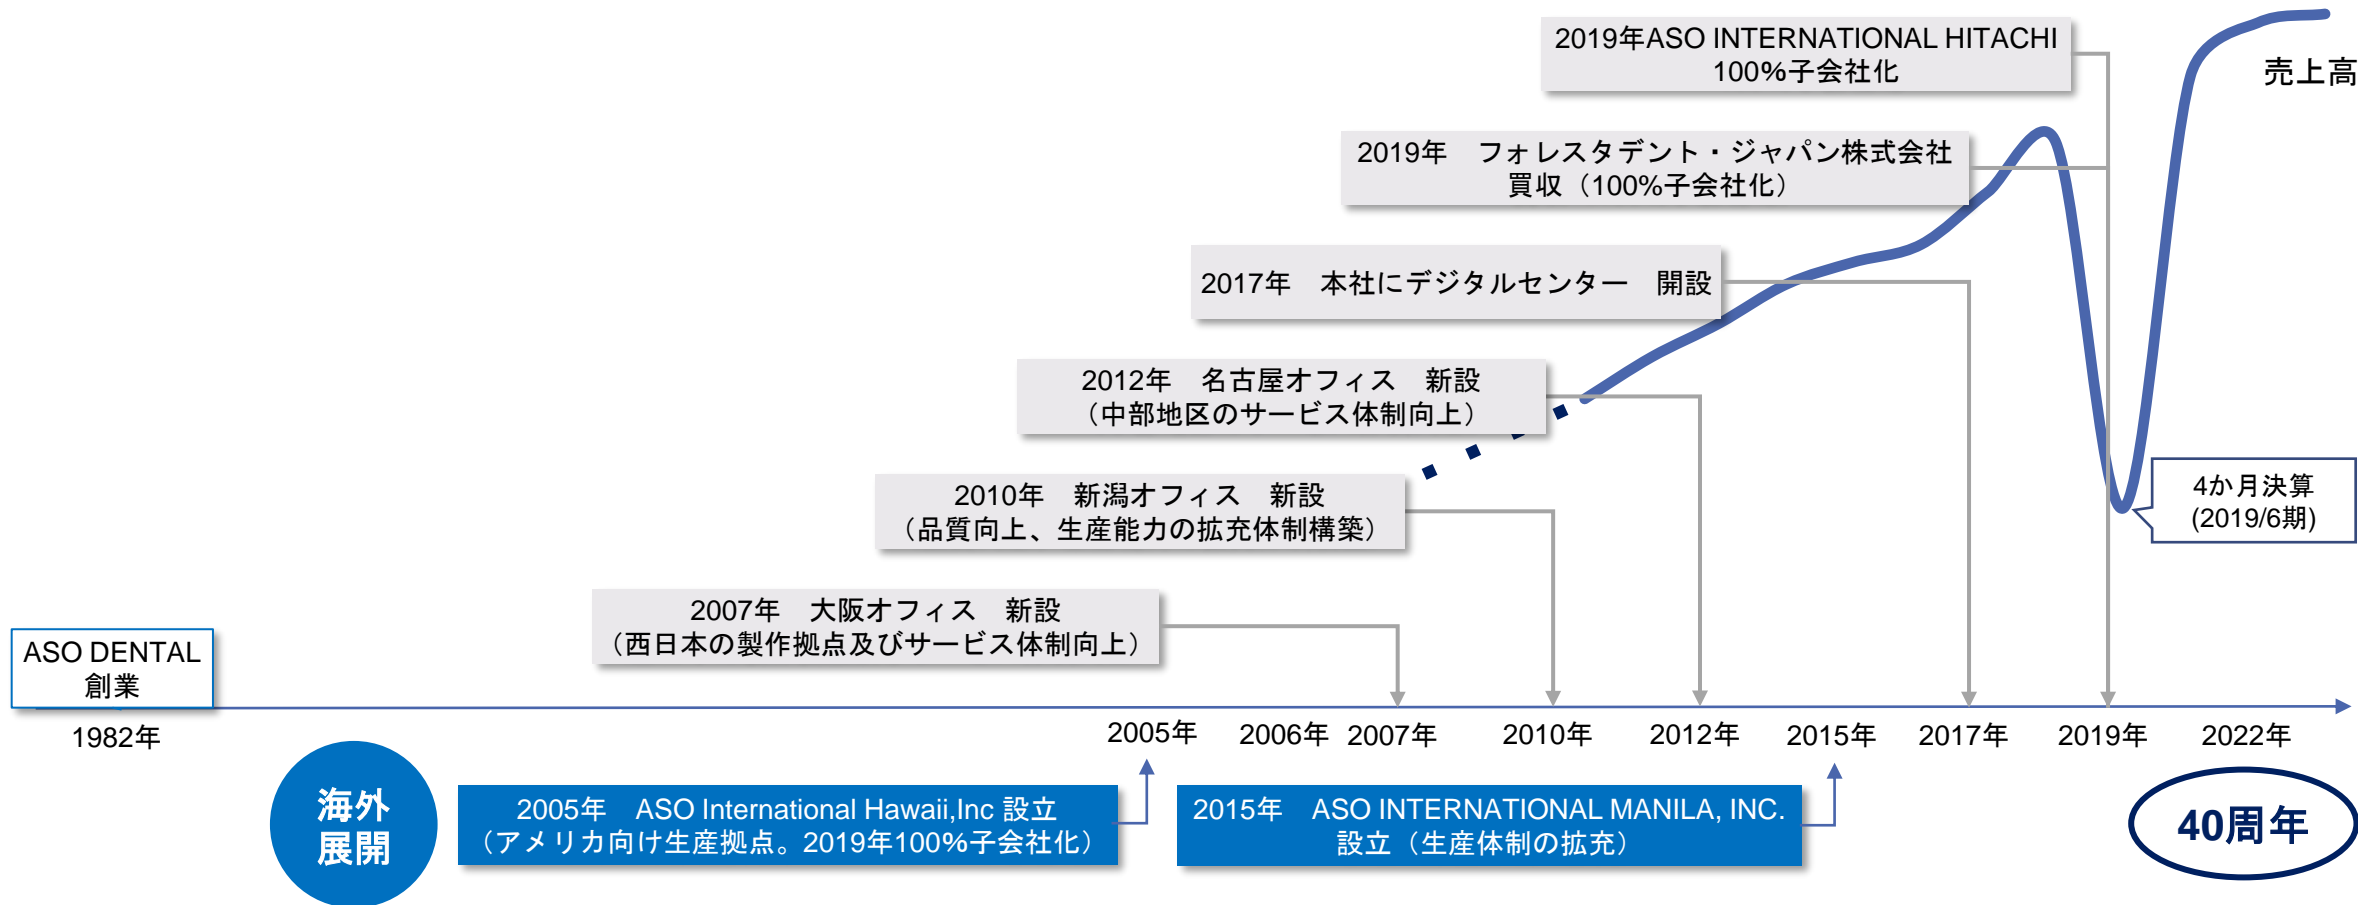 2019年ASO INTERNATIONAL HITACHI
100%子会社化
売上高
2019年　フォレスタデント・ジャパン株式会社
買収（100%子会社化）
2017年　本社にデジタルセンター　開設
2012年　名古屋オフィス　新設
（中部地区のサービス体制向上）
2010年　新潟オフィス　新設
（品質向上、生産能力の拡充体制構築）
4か月決算
(2019/6期)
2007年　大阪オフィス　新設
（西日本の製作拠点及びサービス体制向上）
ASO DENTAL
創業
1982年
2005年
2006年
2007年
2010年
2012年
2015年
2017年
2019年
2022年
海外
展開
2005年　ASO International Hawaii,Inc 設立
（アメリカ向け生産拠点。2019年100%子会社化）
2015年　ASO INTERNATIONAL MANILA, INC.
設立（生産体制の拡充）
40周年